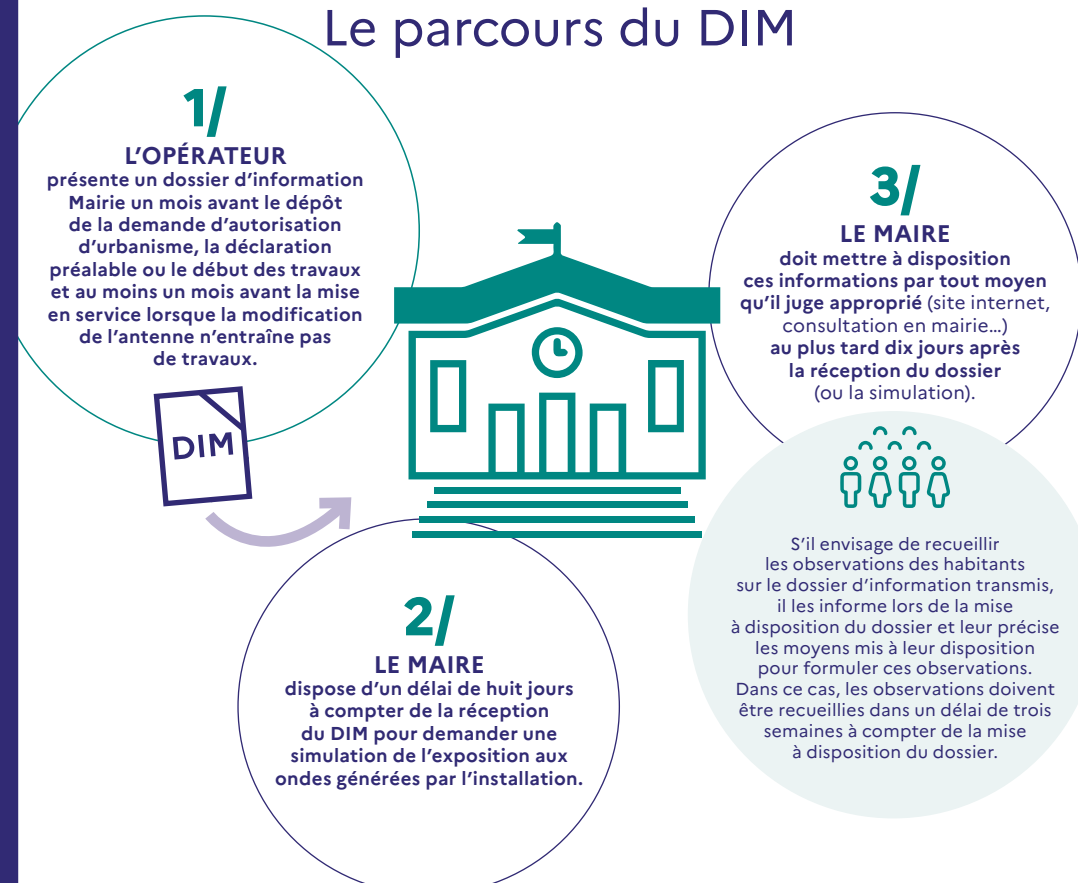 Le parcours du DIM
1/
L'OPÉRATEUR
présente un dossier d'information
Mairie un mois avant le dépôt
de la demande d'autorisation
d'urbanisme, la déclaration
préalable ou le début des travaux
et au moins un mois avant la mise
en service lorsque la modification
de l'antenne n'entraîne pas
de travaux.
DIM
2/
LE MAIRE
dispose d'un délai de huit jours
à compter de la réception
du DIM pour demander une
simulation de l'exposition aux
ondes générées par l'installation.
3/
LE MAIRE
doit mettre à disposition
ces informations par tout moyen
qu'il juge approprié (site internet,
consultation en mairie…)
au plus tard dix jours après
la réception du dossier
(ou la simulation).
S'il envisage de recueillir
les observations des habitants
sur le dossier d'information transmis,
il les informe lors de la mise
à disposition du dossier et leur précise
les moyens mis à leur disposition
pour formuler ces observations.
Dans ce cas, les observations doivent
être recueillies dans un délai de trois
semaines à compter de la mise
à disposition du dossier.